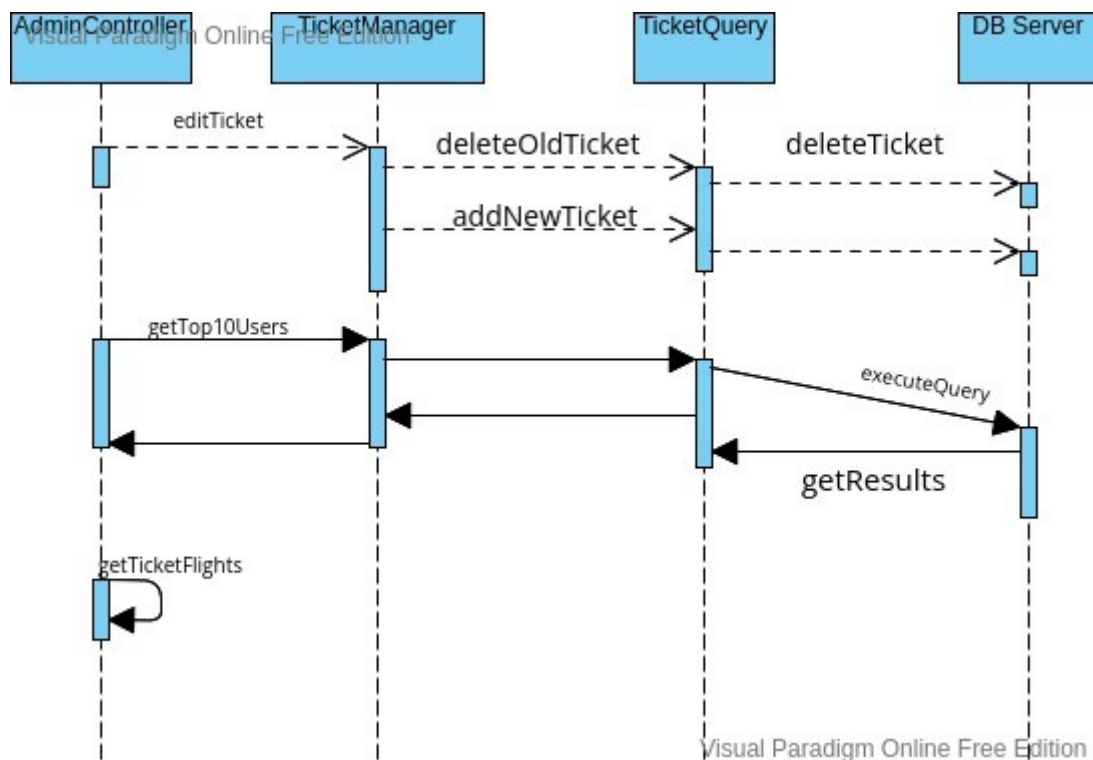 AdminController
TicketManager
TicketQuery
DB Server
Visual Paradigm Online Free Edition
editTicket
deleteOldTicket
deleteTicket
addNewTicket
getTop10Users
executeQuery
getResults
getTicketFlights
Visual Paradigm Online Free Edition